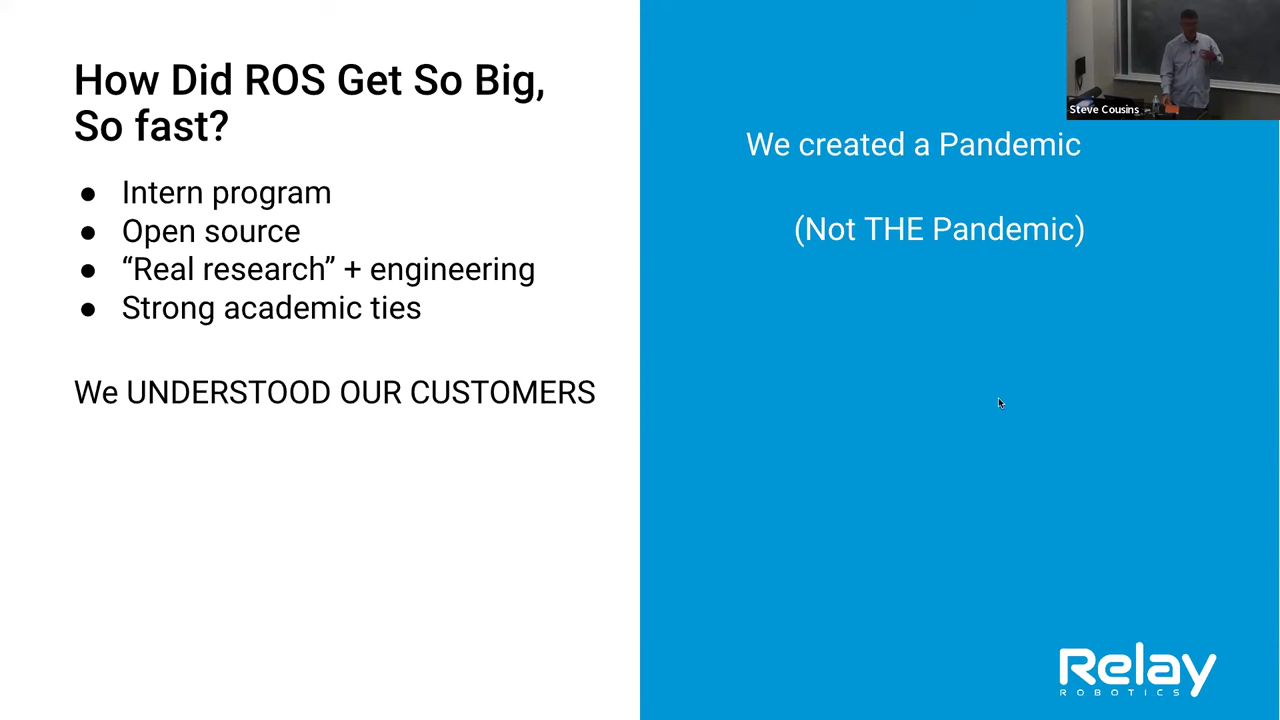 How Did ROS Get So Big,
So fast?
● Intern program
● Open source
● “Real research” + engineering
● Strong academic ties
We UNDERSTOOD OUR CUSTOMERS
Steve Cousins
We created a Pandemic
(Not THE Pandemic)
Relay
ROBOTICS